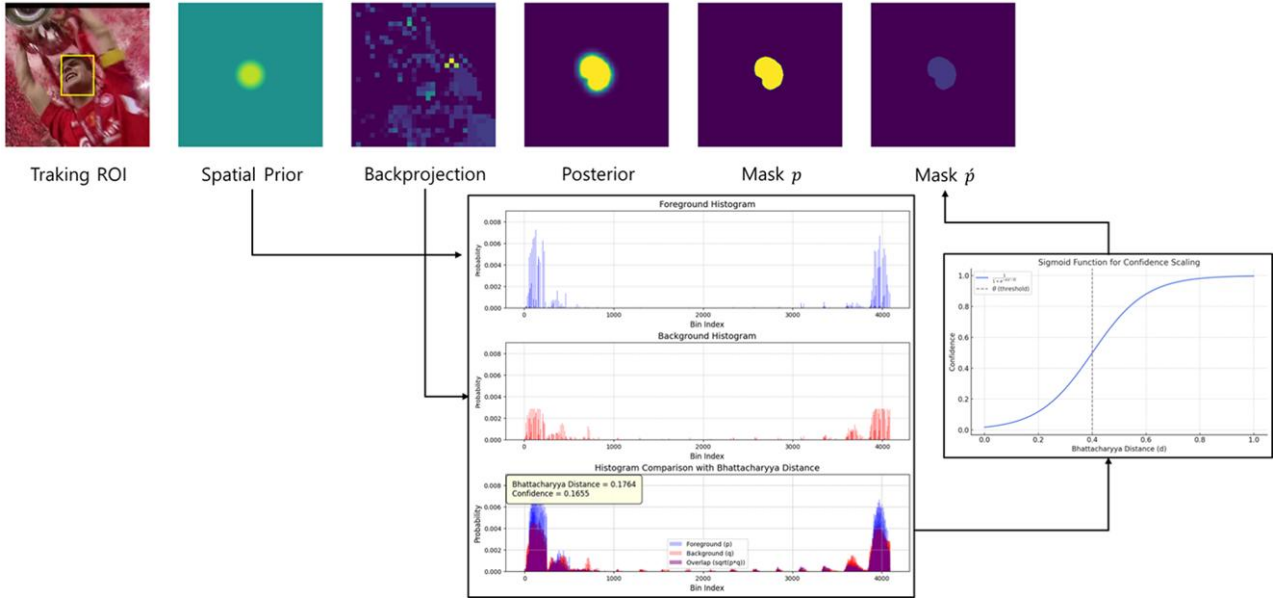 Traking ROI
Spatial Prior
Backprojection
Posterior
Mask p
Mask ṕ
Foreground Histogram
Probability
0.008
0.006
0.004
0.002
0.000
0
1000
2000
3000
4000
Bin Index
Background Histogram
Probability
0.008
0.006
0.004
0.002
0.000
0
1000
2000
3000
4000
Bin Index
Histogram Comparison with Bhattacharyya Distance
Bhattacharyya Distance = 0.1764
Confidence = 0.1655
Probability
0.008
0.006
0.004
0.002
0.000
Foreground (p)
Background (q)
Overlap (sqrt(p*q))
0
1000
2000
3000
4000
Bin Index
Sigmoid Function for Confidence Scaling
θ (threshold)
Confidence
1.0
0.8
0.6
0.4
0.2
0.0
0.0
0.2
0.4
0.6
0.8
1.0
Bhattacharyya Distance (d)